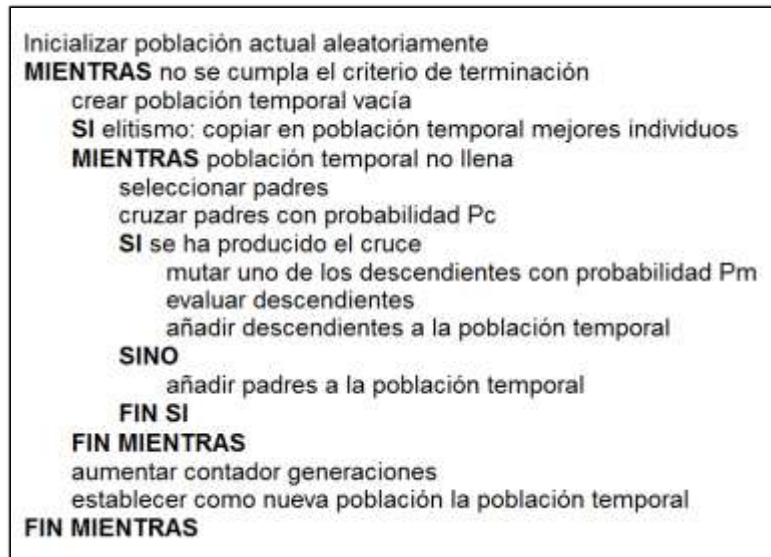 Inicializar población actual aleatoriamente
MIENTRAS no se cumpla el criterio de terminación
crear población temporal vacía
SI elitismo: copiar en población temporal mejores individuos
MIENTRAS población temporal no llena
seleccionar padres
cruzar padres con probabilidad Pc
SI se ha producido el cruce
mutar uno de los descendientes con probabilidad Pm
evaluar descendientes
añadir descendientes a la población temporal
SINO
añadir padres a la población temporal
FIN SI
FIN MIENTRAS
aumentar contador generaciones
establecer como nueva población la población temporal
FIN MIENTRAS